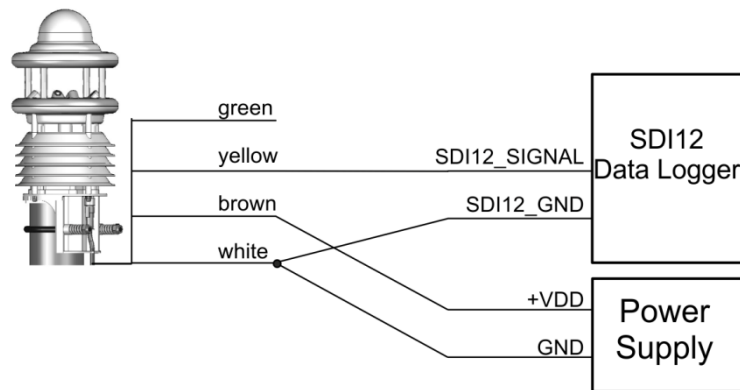 green
yellow
brown
white
SDI12_SIGNAL
SDI12_GND
+VDD
GND
SDI12
Data Logger
Power
Supply